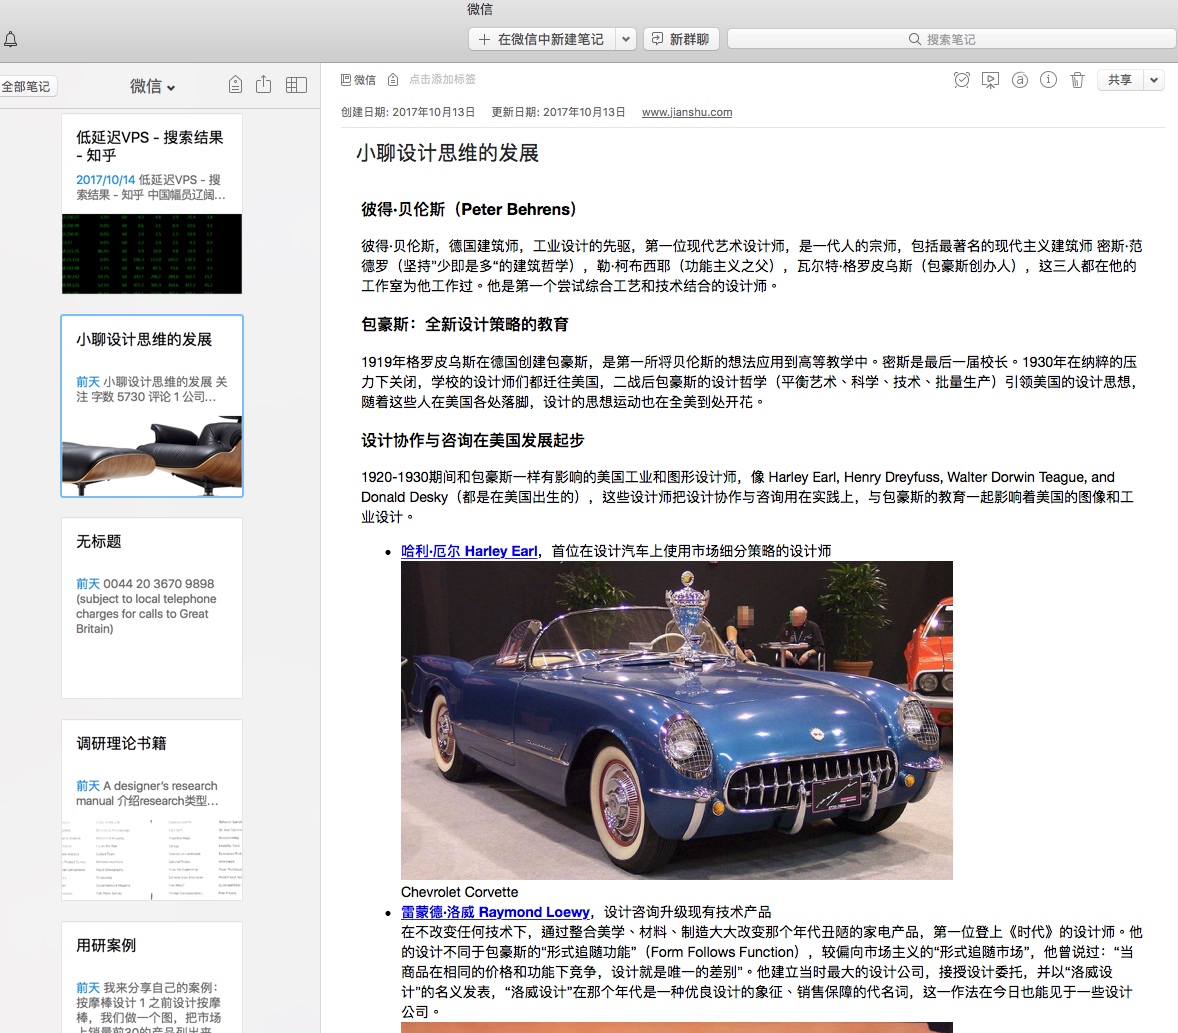 微信
在微信中新建笔记
新群聊
搜索笔记
全部笔记
微信
低延迟VPS - 搜索结果
- 知乎
2017/10/14 低延迟VPS - 搜
索结果 - 知乎 中国幅员辽阔...
小聊设计思维的发展
前天 小聊设计思维的发展 关
注 字数 5730 评论 1 公司...
无标题
前天 0044 20 3670 9898
(subject to local telephone
charges for calls to Great
Britain)
调研理论书籍
前天 A designer's research
manual 介绍research类型...
用研案例
前天 我来分享自己的案例：
按摩棒设计 1 之前设计按摩
棒，我们做一个图，把市场
上销量前30的产品列出来
微信
点击添加标签
共享
创建日期: 2017年10月13日 更新日期: 2017年10月13日 www.jianshu.com
小聊设计思维的发展
彼得·贝伦斯（Peter Behrens）
彼得·贝伦斯，德国建筑师，工业设计的先驱，第一位现代艺术设计师，是一代人的宗师，包括最著名的现代主义建筑师 密斯·范
德罗（坚持”少即是多“的建筑哲学），勒·柯布西耶（功能主义之父），瓦尔特·格罗皮乌斯（包豪斯创办人），这三人都在他的
工作室为他工作过。他是第一个尝试综合工艺和技术结合的设计师。
包豪斯：全新设计策略的教育
1919年格罗皮乌斯在德国创建包豪斯，是第一所将贝伦斯的想法应用到高等教学中。密斯是最后一届校长。1930年在纳粹的压
力下关闭，学校的设计师们都迁往美国，二战后包豪斯的设计哲学（平衡艺术、科学、技术、批量生产）引领美国的设计思想，
随着这些人在美国各处落脚，设计的思想运动也在全美到处开花。
设计协作与咨询在美国发展起步
1920-1930期间和包豪斯一样有影响的美国工业和图形设计师，像 Harley Earl, Henry Dreyfuss, Walter Dorwin Teague, and
Donald Desky（都是在美国出生的），这些设计师把设计协作与咨询用在实践上，与包豪斯的教育一起影响着美国的图像和工
业设计。
哈利·厄尔 Harley Earl，首位在设计汽车上使用市场细分策略的设计师
Chevrolet Corvette
雷蒙德·洛威 Raymond Loewy，设计咨询升级现有技术产品
在不改变任何技术下，通过整合美学、材料、制造大大改变那个年代丑陋的家电产品，第一位登上《时代》的设计师。他
的设计不同于包豪斯的“形式追随功能”（Form Follows Function），较偏向市场主义的“形式追随市场”，他曾说过：“当
商品在相同的价格和功能下竞争，设计就是唯一的差别”。他建立当时最大的设计公司，接授设计委托，并以“洛威设
计”的名义发表，“洛威设计”在那个年代是一种优良设计的象征、销售保障的代名词，这一作法在今日也能见于一些设计
公司。